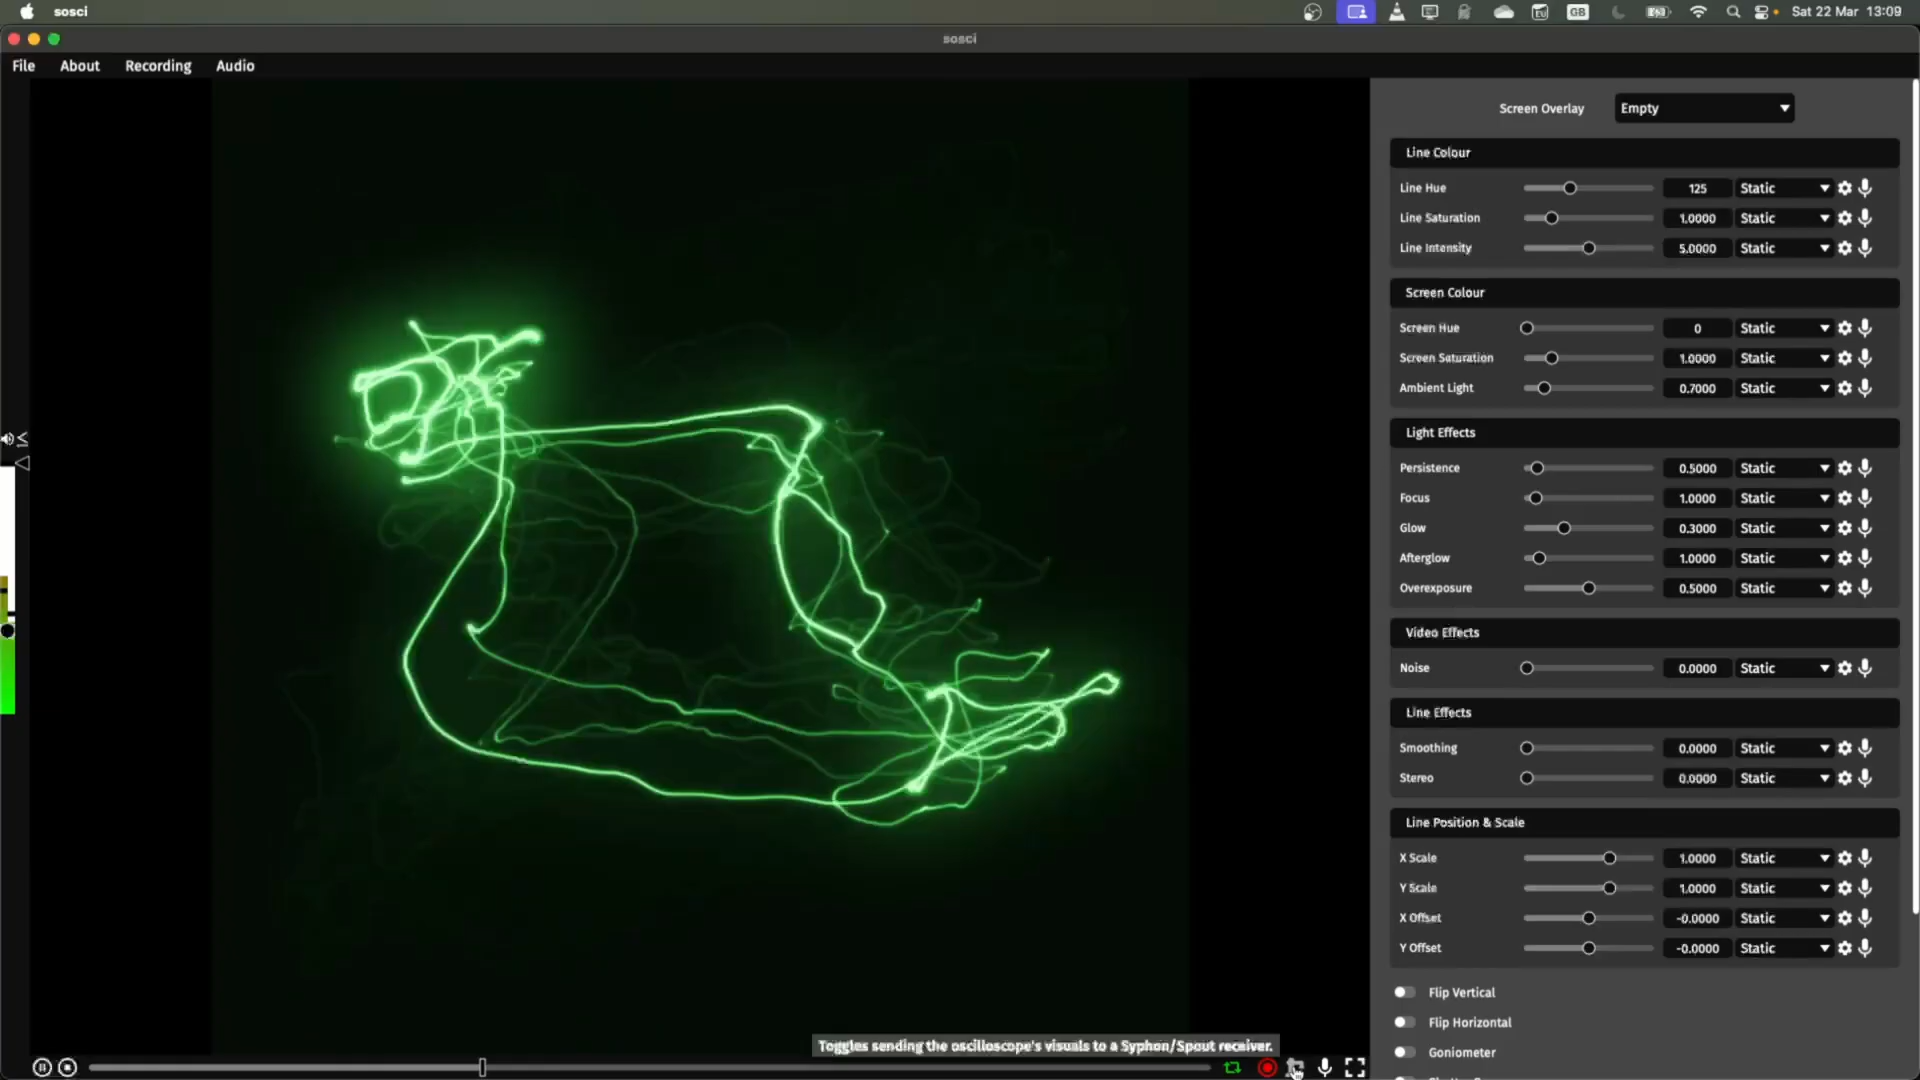 sosci
GB
Sat 22 Mar 13:09
sosci
File About Recording Audio
Screen Overlay Empty
Line Colour
Line Hue 125 Static
Line Saturation 1.0000 Static
Line Intensity 5.0000 Static
Screen Colour
Screen Hue 0 Static
Screen Saturation 1.0000 Static
Ambient Light 0.7000 Static
Light Effects
Persistence 0.5000 Static
Focus 1.0000 Static
Glow 0.3000 Static
Afterglow 1.0000 Static
Overexposure 0.5000 Static
Video Effects
Noise 0.0000 Static
Line Effects
Smoothing 0.0000 Static
Stereo 0.0000 Static
Line Position & Scale
X Scale 1.0000 Static
Y Scale 1.0000 Static
X Offset -0.0000 Static
Y Offset -0.0000 Static
Flip Vertical
Flip Horizontal
Goniometer
Toggles sending the oscilloscope's visuals to a Syphon/Spout receiver.